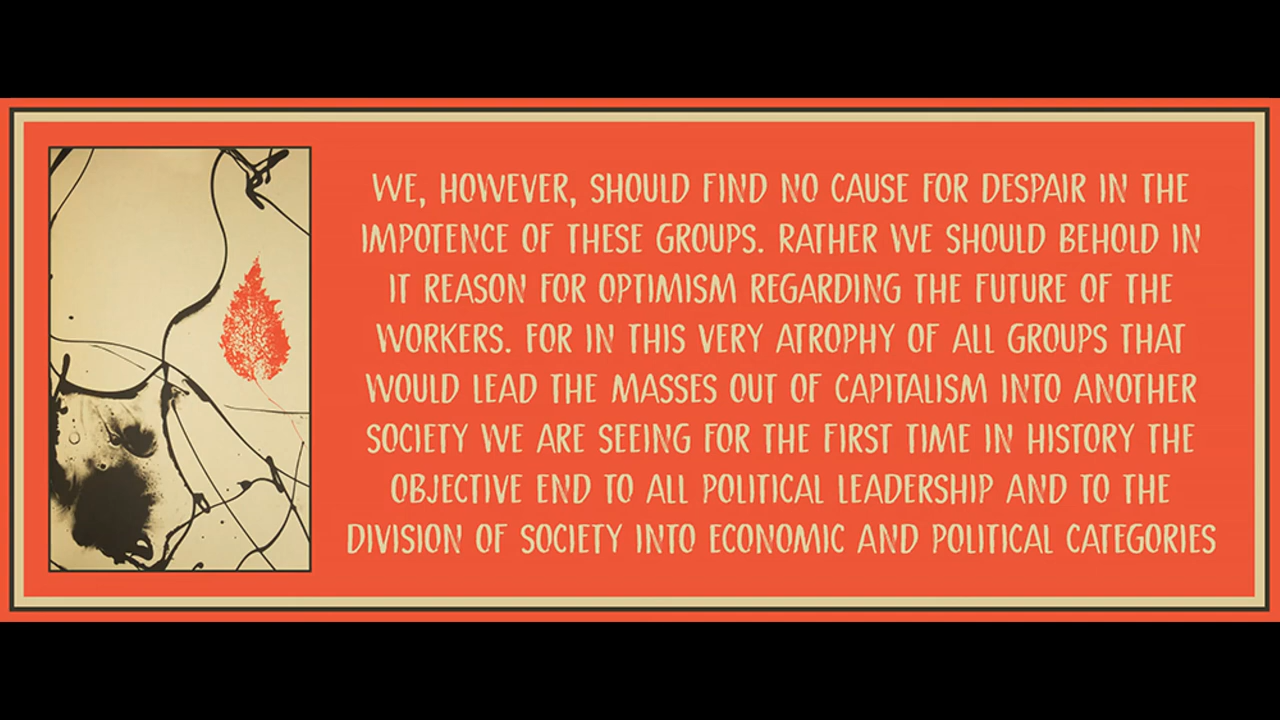 WE, HOWEVER, SHOULD FIND NO CAUSE FOR DESPAIR IN THE
IMPOTENCE OF THESE GROUPS. RATHER WE SHOULD BEHOLD IN
IT REASON FOR OPTIMISM REGARDING THE FUTURE OF THE
WORKERS. FOR IN THIS VERY ATROPHY OF ALL GROUPS THAT
WOULD LEAD THE MASSES OUT OF CAPITALISM INTO ANOTHER
SOCIETY WE ARE SEEING FOR THE FIRST TIME IN HISTORY THE
OBJECTIVE END TO ALL POLITICAL LEADERSHIP AND TO THE
DIVISION OF SOCIETY INTO ECONOMIC AND POLITICAL CATEGORIES